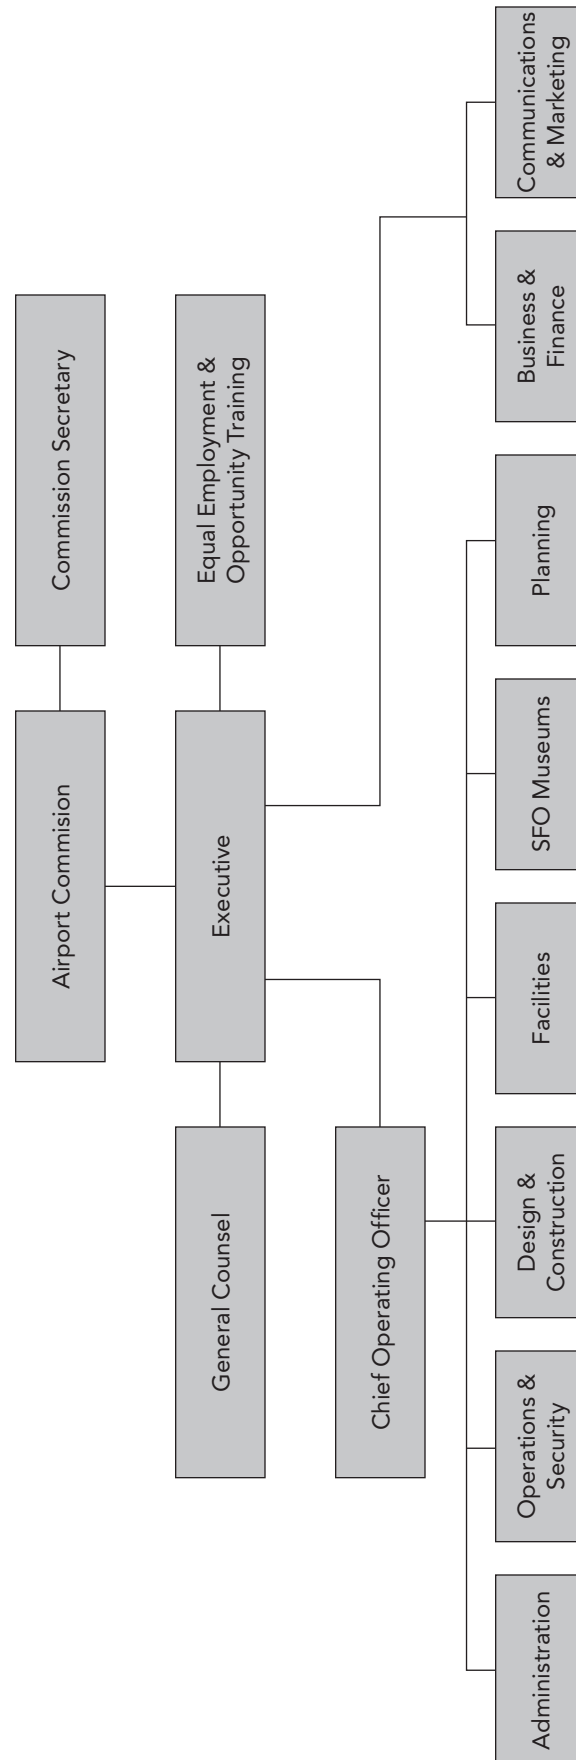 Airport Commision
Commission Secretary
General Counsel
Executive
Equal Employment &
Opportunity Training
Chief Operating Officer
Administration
Operations &
Security
Design &
Construction
Facilities
SFO Museums
Planning
Business &
Finance
Communications
& Marketing